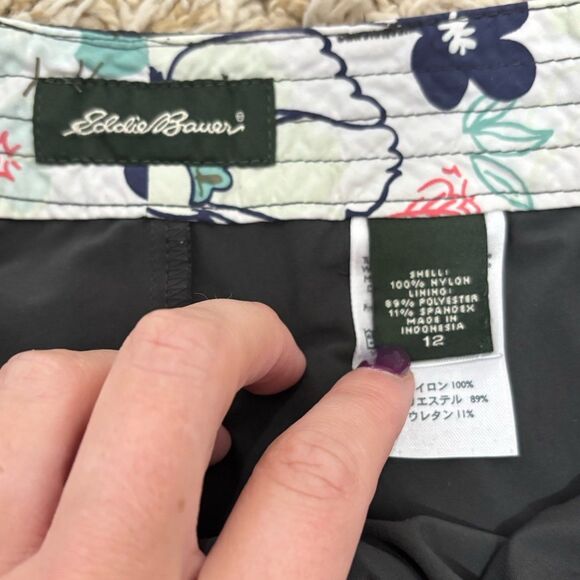 Eddie Bauer®
SHELL:
100% NYLON
LINING:
89% POLYESTER
11% SPANDEX
MADE IN
INDONESIA
12
イロン 100%
エステル 89%
ウレタン 11%